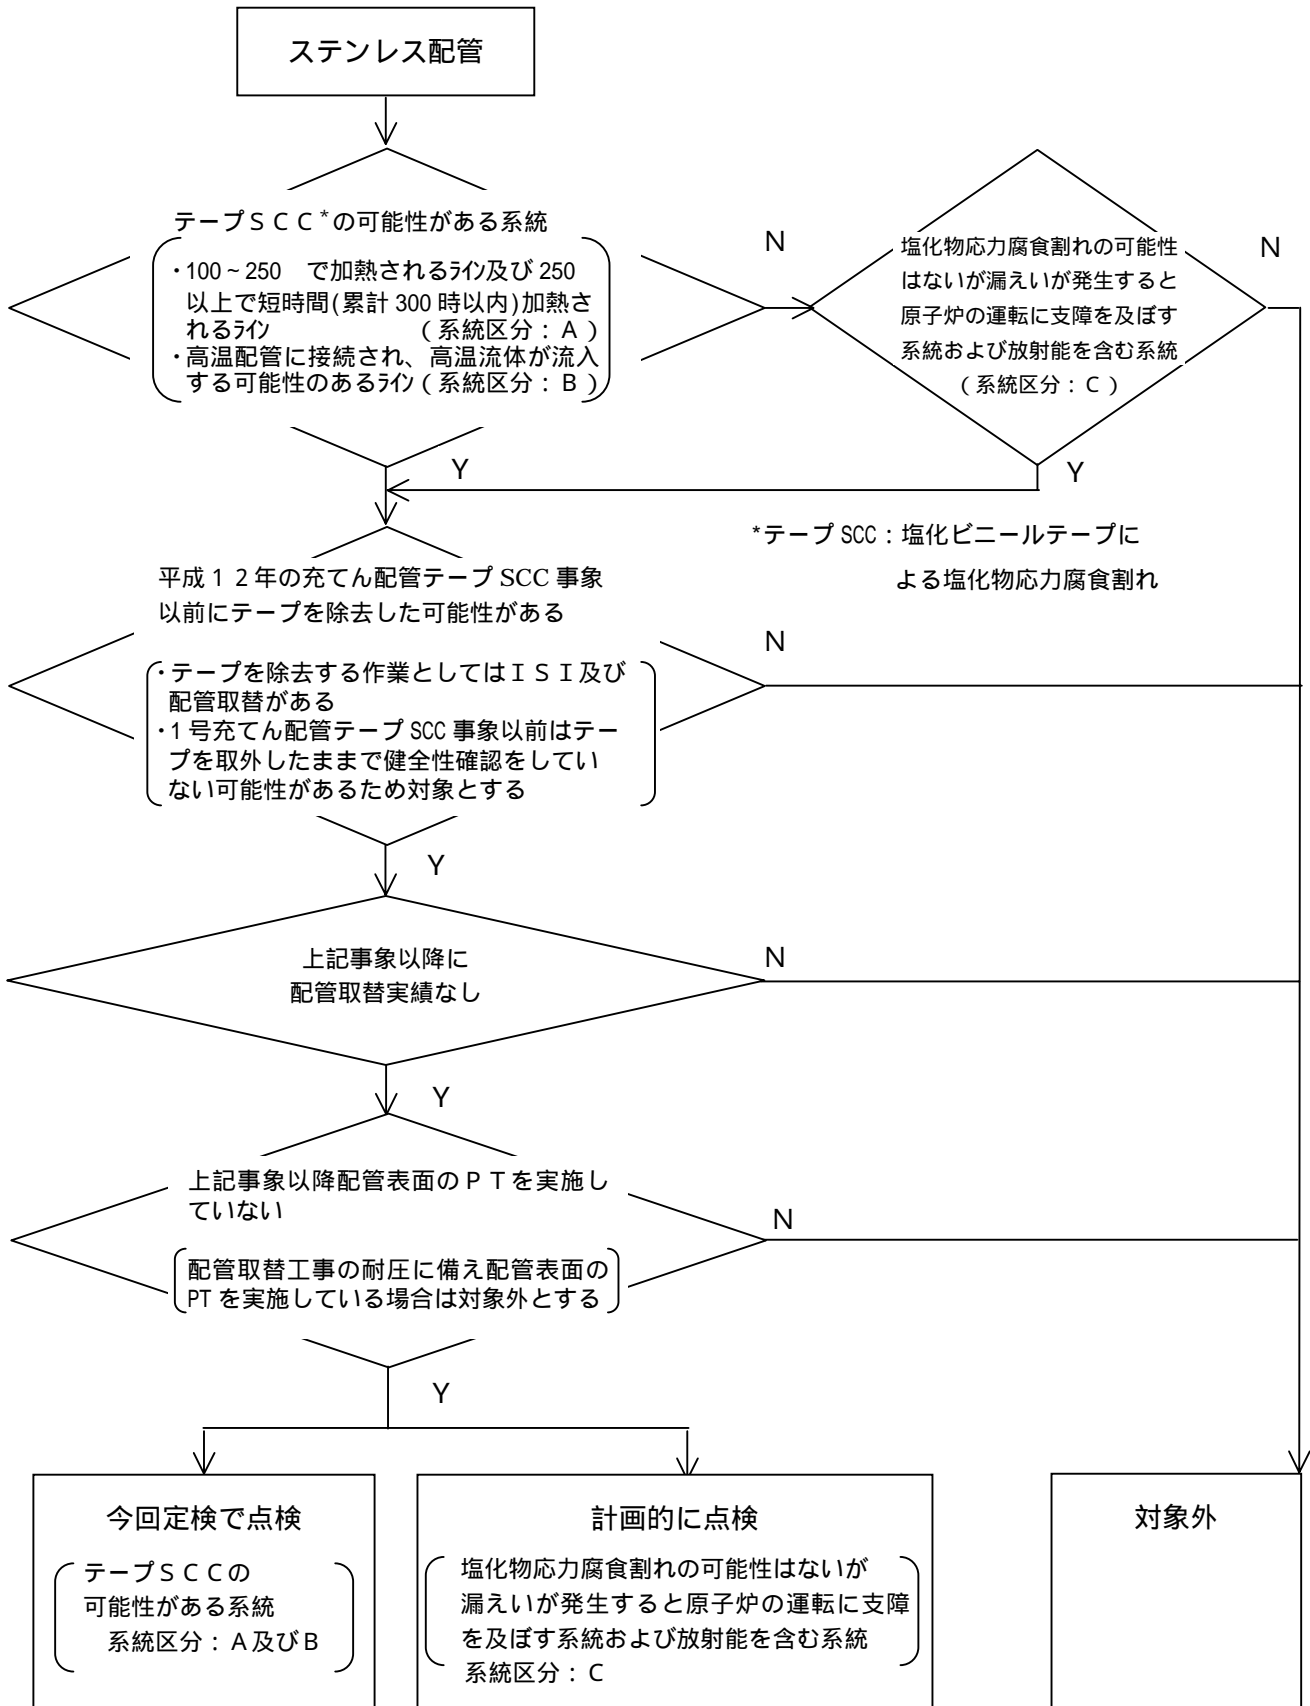 ステンレス配管
テープＳＣＣ*の可能性がある系統
・100~250　で加熱されるﾗｲﾝ及び 250
以上で短時間(累計 300 時以内)加熱さ
れるﾗｲﾝ　（系統区分：Ａ）
・高温配管に接続され、高温流体が流入
する可能性のあるﾗｲﾝ（系統区分：Ｂ）
Ｎ
塩化物応力腐食割れの可能性
はないが漏えいが発生すると
原子炉の運転に支障を及ぼす
系統および放射能を含む系統
（系統区分：Ｃ）
Ｎ
Ｙ
Ｙ
*テープ SCC：塩化ビニールテープに
よる塩化物応力腐食割れ
平成１２年の充てん配管テープ SCC 事象
以前にテープを除去した可能性がある
・テープを除去する作業としてはＩＳＩ及び
配管取替がある
・1 号充てん配管テープ SCC 事象以前はテー
プを取外したままで健全性確認をしてい
ない可能性があるため対象とする
Ｎ
Ｙ
上記事象以降に
配管取替実績なし
Ｎ
Ｙ
上記事象以降配管表面のＰＴを実施し
ていない
配管取替工事の耐圧に備え配管表面の
PT を実施している場合は対象外とする
Ｎ
Ｙ
今回定検で点検
テープＳＣＣの
可能性がある系統
系統区分：Ａ及びＢ
計画的に点検
塩化物応力腐食割れの可能性はないが
漏えいが発生すると原子炉の運転に支障
を及ぼす系統および放射能を含む系統
系統区分：Ｃ
対象外